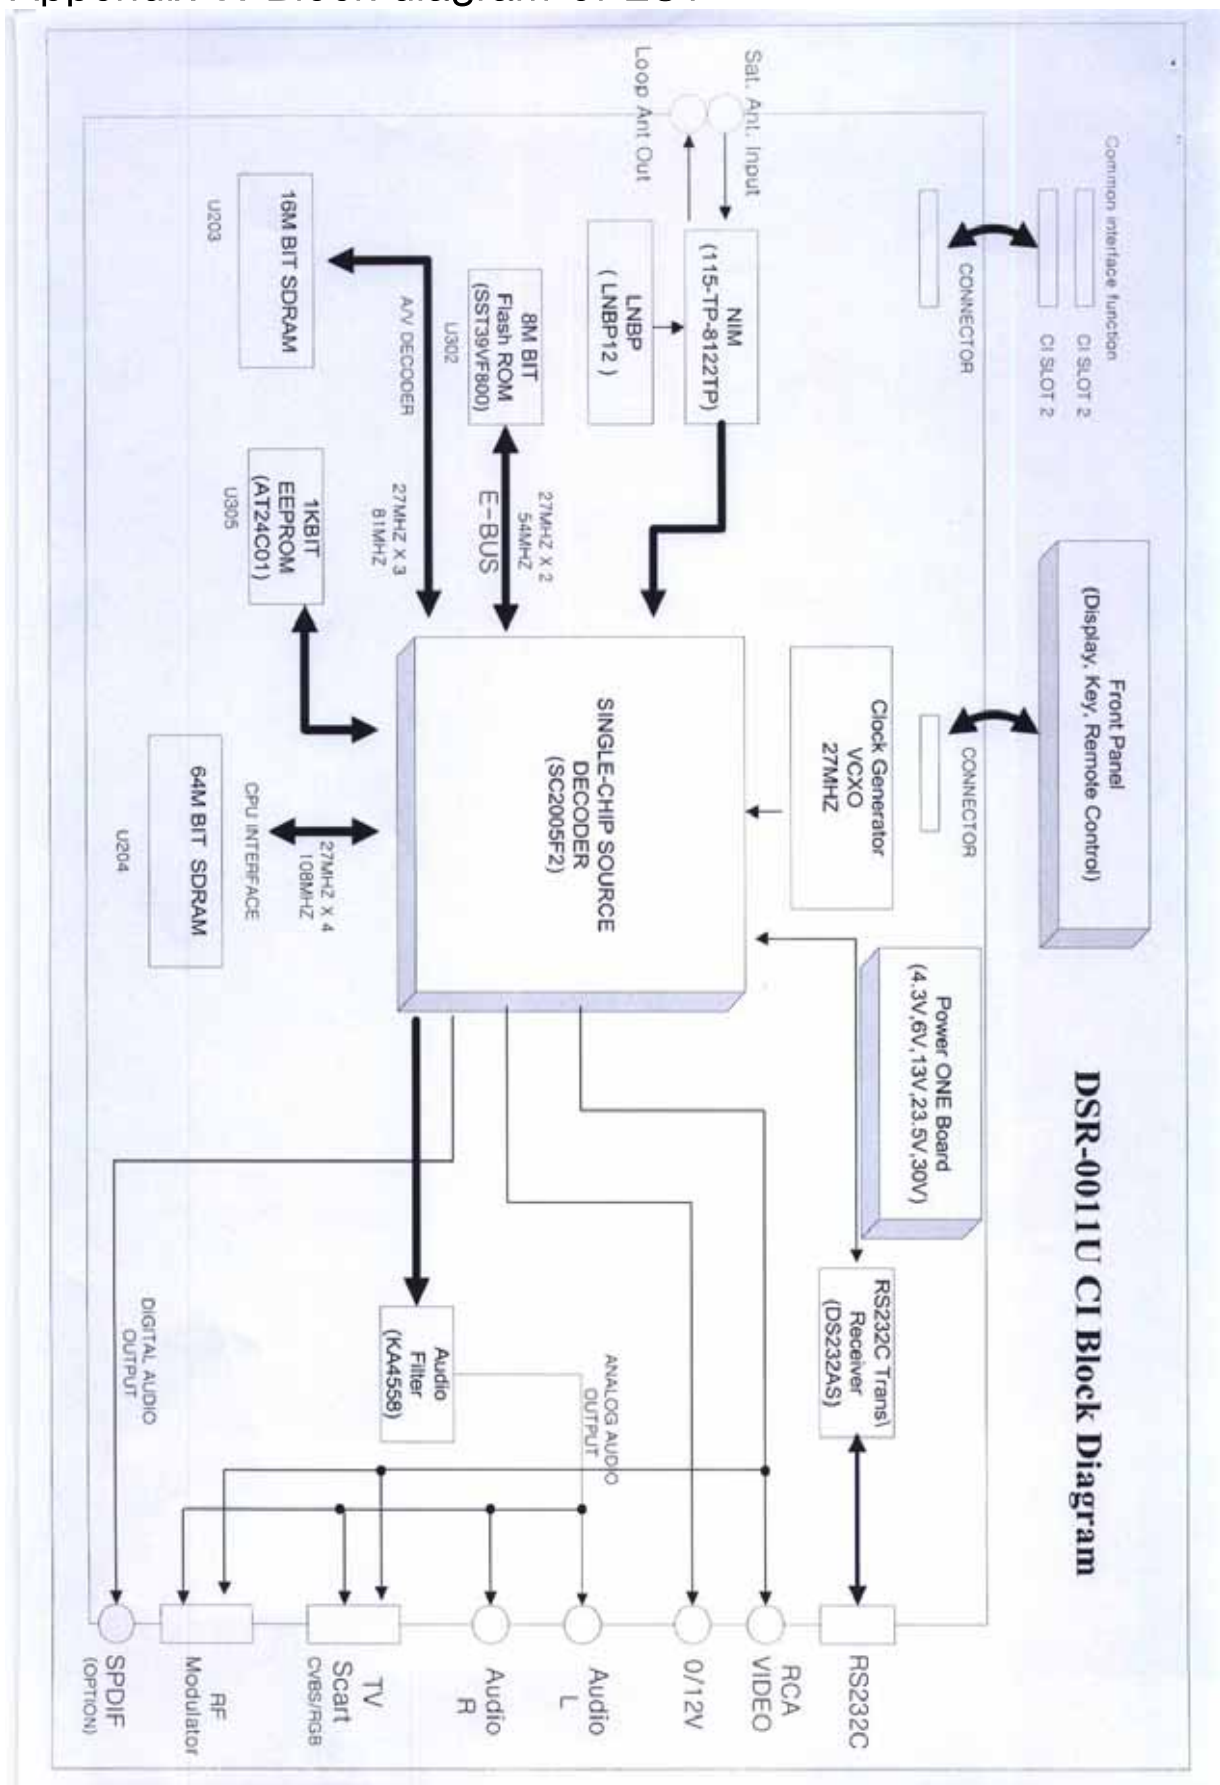 DSR-0011U CI Block Diagram
Common interface function
CI SLOT 2
CI SLOT 2
CONNECTOR
Front Panel
(Display, Key, Remote Control)
CONNECTOR
Power ONE Board
(4.3V,6V,13V,23.5V,30V)
Sat. Ant. Input
Loop Ant Out
NIM
(115-TP-8122TP)
LNBP
( LNBP12 )
Clock Generator
VCXO
27MHZ
RS232C Trans\
Receiver
(DS232AS)
RS232C
8M BIT
Flash ROM
(SST39VF800)
U302
27MHZ X 2
54MHZ
E-BUS
SINGLE-CHIP SOURCE
DECODER
(SC2005F2)
RCA
VIDEO
0/12V
A/V DECODER
27MHZ X 3
81MHZ
16M BIT SDRAM
U203
1KBIT
EEPROM
(AT24C01)
U305
27MHZ X 4
108MHZ
CPU INTERFACE
64M BIT SDRAM
U204
Audio
Filter
(KA4558)
ANALOG AUDIO
OUTPUT
Audio
L
Audio
R
TV
Scart
CVBS/RGB
RF
Modulator
DIGITAL AUDIO
OUTPUT
SPDIF
(OPTION)